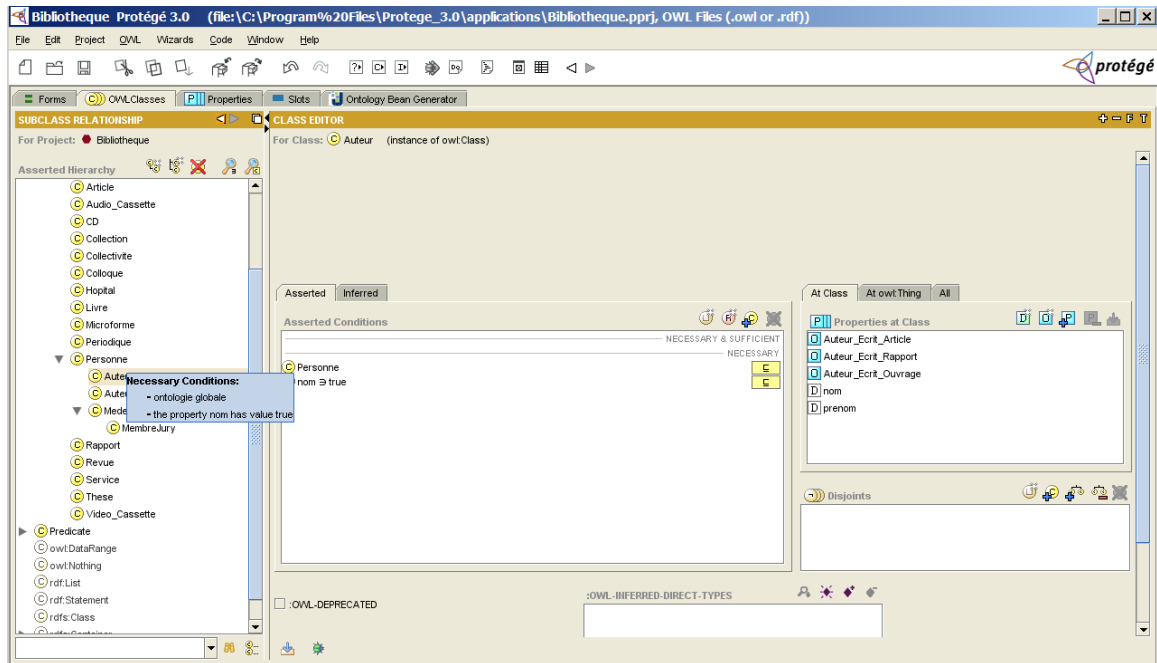 Bibliotheque Protégé 3.0 (file:\C:\Program%20Files\Protege_3.0\applications\Bibliotheque.pprj, OWL Files (.owl or .rdf))
File Edit Project OWL Wizards Code Window Help
protégé
Forms OWLClasses Properties Slots Ontology Bean Generator
SUBCLASS RELATIONSHIP
For Project: Bibliotheque
Asserted Hierarchy
Article
Audio_Cassette
CD
Collection
Collectivite
Colloque
Hopital
Livre
Microforme
Periodique
Personne
Necessary Conditions:
- ontologie globale
- the property nom has value true
MembreJury
Rapport
Revue
Service
These
Video_Cassette
Predicate
owl:DataRange
owl:Nothing
rdf:List
rdf:Statement
rdfs:Class
CLASS EDITOR
For Class: Auteur (instance of owl:Class)
Asserted Inferred
Asserted Conditions
NECESSARY & SUFFICIENT
NECESSARY
Personne ⊑
nom ∋ true ⊑
At Class At owl:Thing All
Properties at Class
Auteur_Ecrit_Article
Auteur_Ecrit_Rapport
Auteur_Ecrit_Ouvrage
D nom
D prenom
Disjoints
:OWL-DEPRECATED
:OWL-INFERRED-DIRECT-TYPES